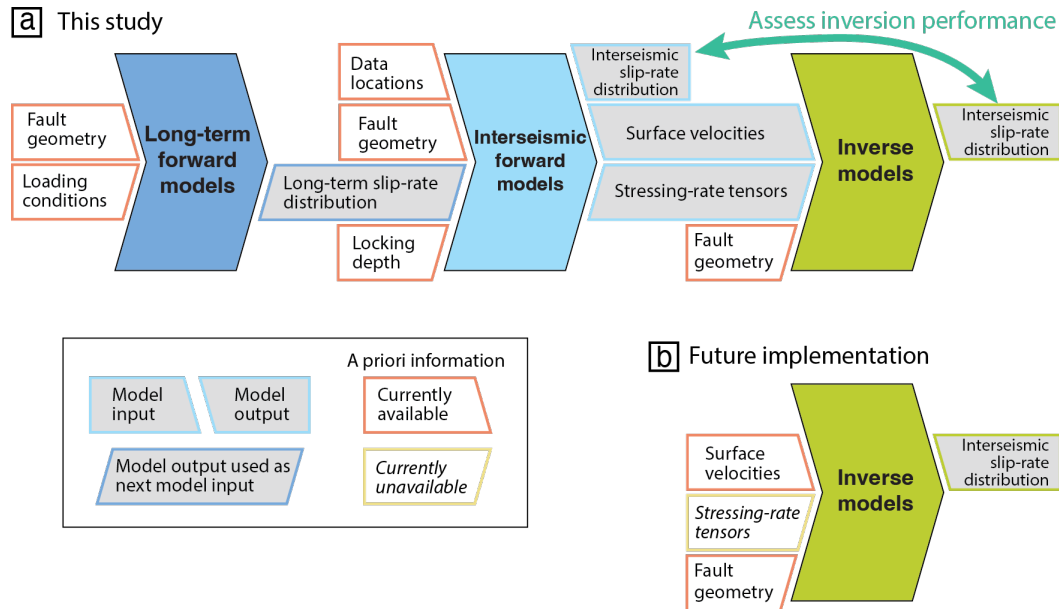 a This study
Assess inversion performance
Fault
geometry
Loading
conditions
Long-term
forward
models
Data
locations
Fault
geometry
Long-term slip-rate
distribution
Locking
depth
Interseismic
forward
models
Interseismic
slip-rate
distribution
Surface velocities
Stressing-rate tensors
Fault
geometry
Inverse
models
Interseismic
slip-rate
distribution
A priori information
Model
input
Model
output
Currently
available
Model output used as
next model input
Currently
unavailable
b Future implementation
Surface
velocities
Stressing-rate
tensors
Fault
geometry
Inverse
models
Interseismic
slip-rate
distribution